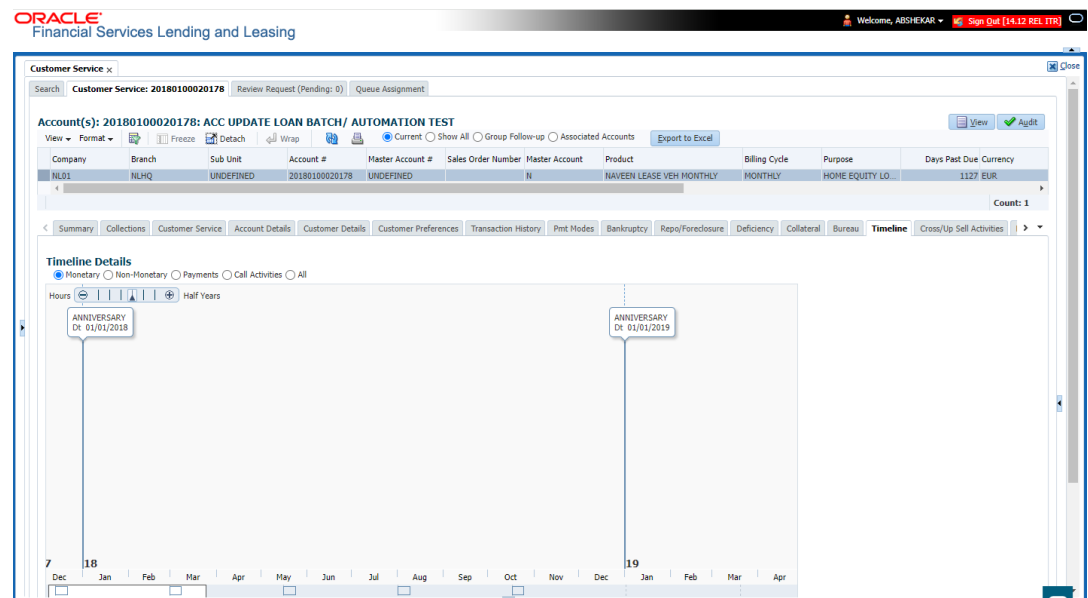 ORACLE
Financial Services Lending and Leasing
Welcome, ABSHEKAR
Sign Out [14.12 REL ITR]
Customer Service x
Close
Search Customer Service: 20180100020178 Review Request (Pending: 0) Queue Assignment
Account(s): 20180100020178: ACC UPDATE LOAN BATCH/ AUTOMATION TEST
View Audit
View Format Freeze Detach Wrap Current Show All Group Follow-up Associated Accounts Export to Excel
Company Branch Sub Unit Account # Master Account # Sales Order Number Master Account Product Billing Cycle Purpose Days Past Due Currency
NL01 NLHQ UNDEFINED 20180100020178 UNDEFINED N NAVEEN LEASE VEH MONTHLY MONTHLY HOME EQUITY LO... 1127 EUR
Count: 1
Summary Collections Customer Service Account Details Customer Details Customer Preferences Transaction History Pmt Modes Bankruptcy Repo/Foreclosure Deficiency Collateral Bureau Timeline Cross/Up Sell Activities
Timeline Details
Monetary Non-Monetary Payments Call Activities All
Hours Half Years
ANNIVERSARY
Dt 01/01/2018
ANNIVERSARY
Dt 01/01/2019
7 18 19
Dec Jan Feb Mar Apr May Jun Jul Aug Sep Oct Nov Dec Jan Feb Mar Apr